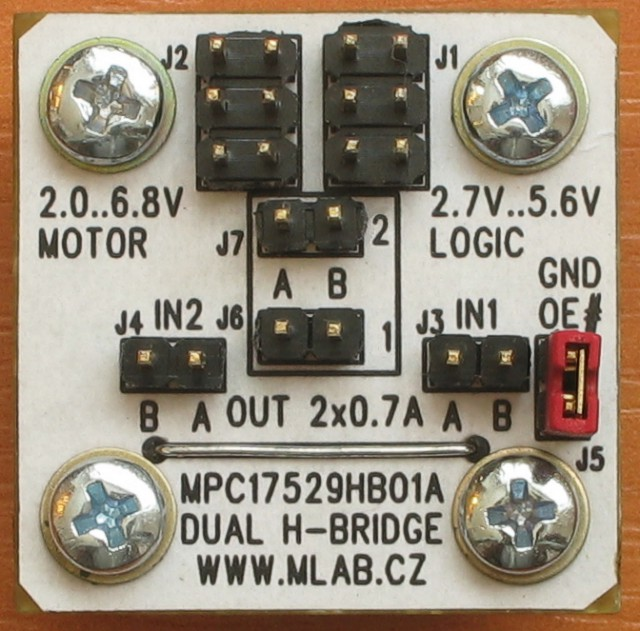 J2
J1
2.0..6.8V
MOTOR
2.7V..5.6V
LOGIC
J7
2
A B
GND
OE#
J4 IN2
J6
1
J3 IN1
B A
OUT 2x0.7A
A B
J5
MPC17529HB01A
DUAL H-BRIDGE
WWW.MLAB.CZ